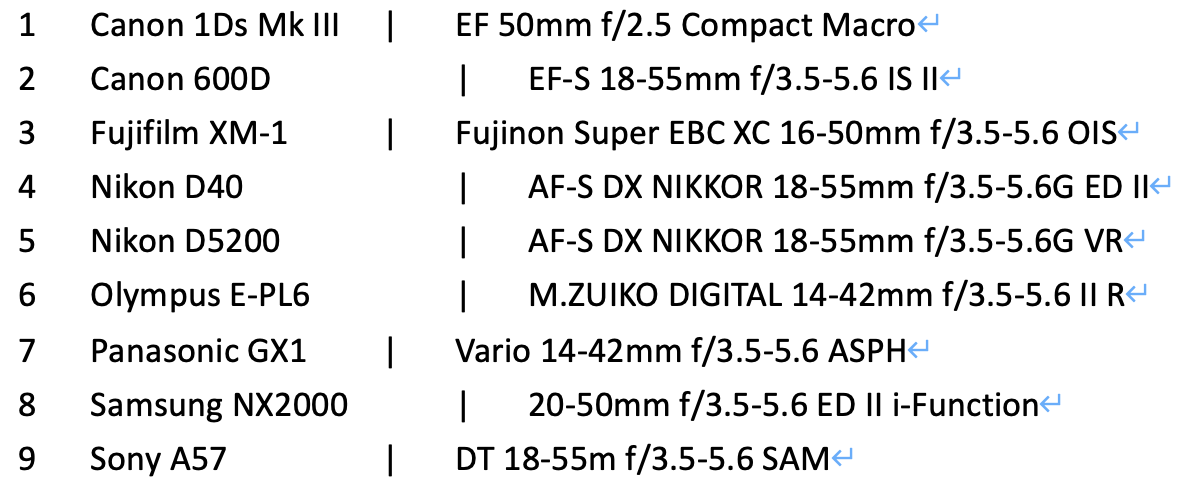 1 Canon 1Ds Mk III | EF 50mm f/2.5 Compact Macro↵
2 Canon 600D | EF-S 18-55mm f/3.5-5.6 IS II↵
3 Fujifilm XM-1 | Fujinon Super EBC XC 16-50mm f/3.5-5.6 OIS↵
4 Nikon D40 | AF-S DX NIKKOR 18-55mm f/3.5-5.6G ED II↵
5 Nikon D5200 | AF-S DX NIKKOR 18-55mm f/3.5-5.6G VR↵
6 Olympus E-PL6 | M.ZUIKO DIGITAL 14-42mm f/3.5-5.6 II R↵
7 Panasonic GX1 | Vario 14-42mm f/3.5-5.6 ASPH↵
8 Samsung NX2000 | 20-50mm f/3.5-5.6 ED II i-Function↵
9 Sony A57 | DT 18-55m f/3.5-5.6 SAM↵